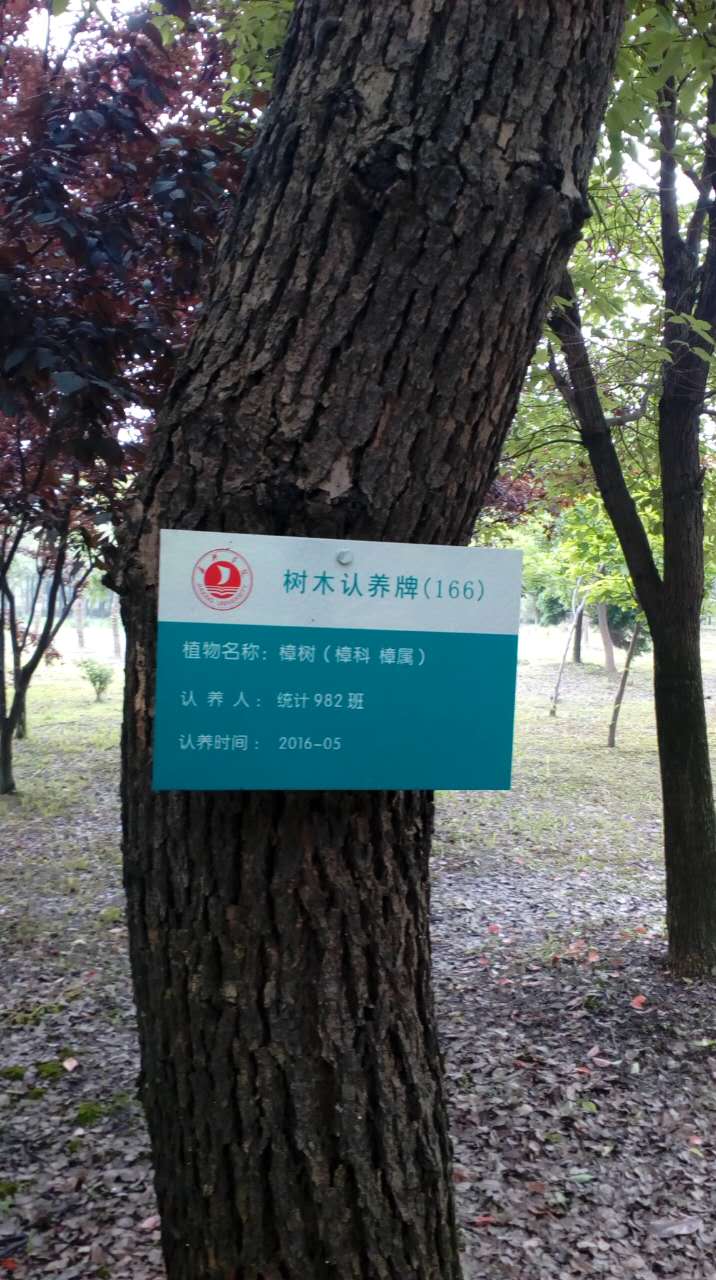 树木认养牌(166)
植物名称：樟树（樟科 樟属）
认 养 人： 统计982班
认养时间： 2016-05